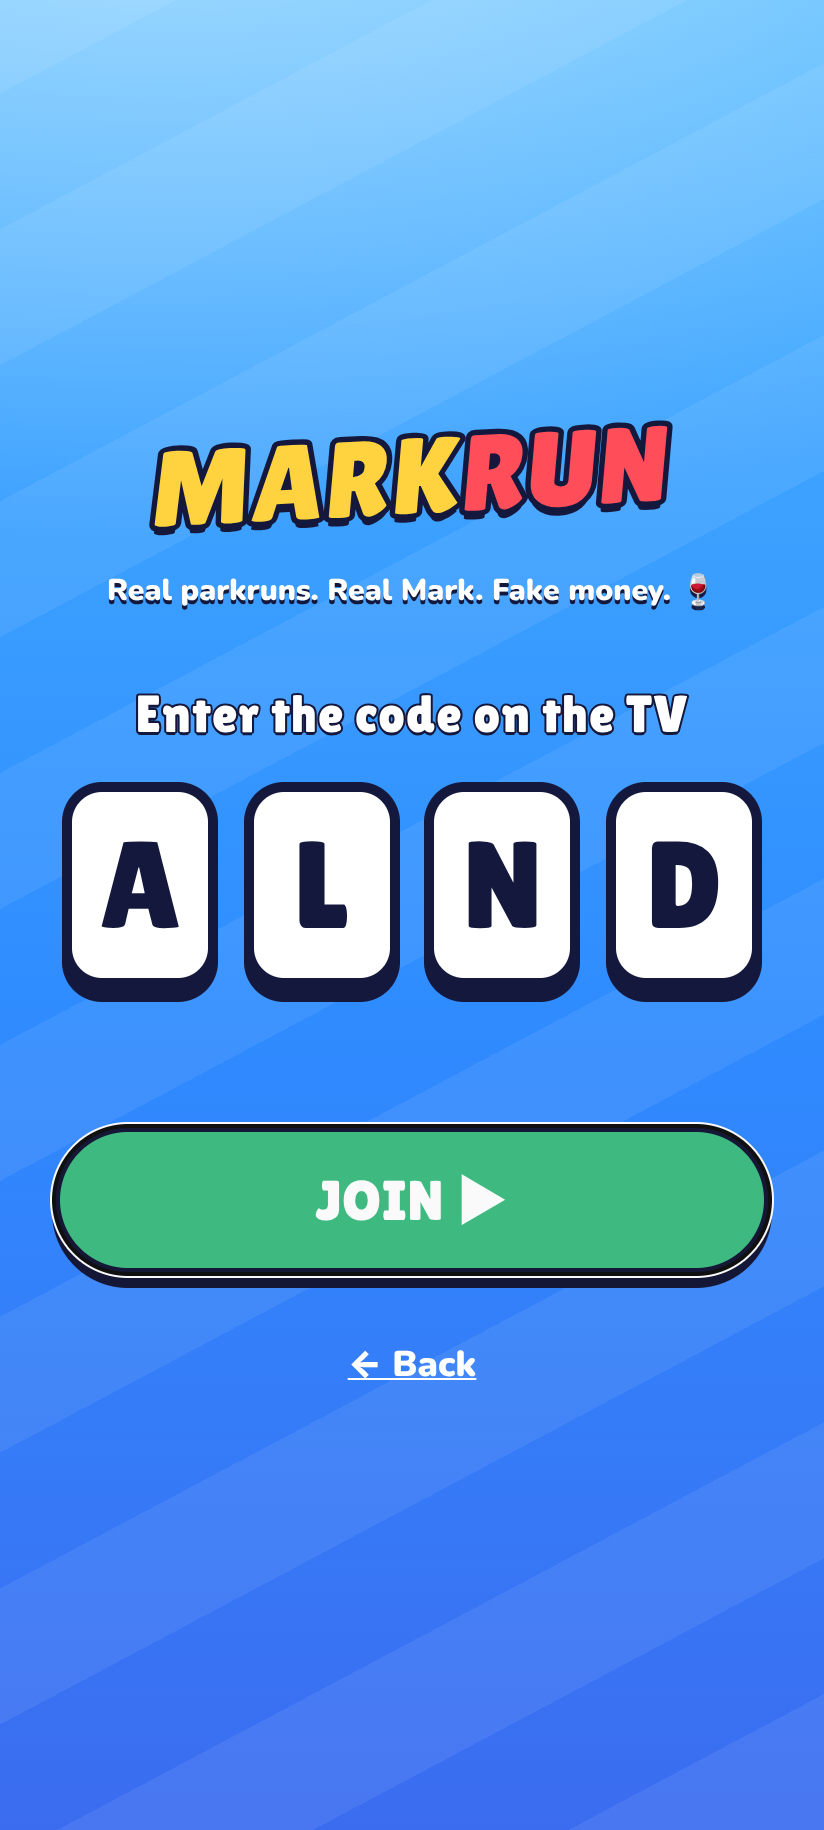 MARKRUN
Real parkruns. Real Mark. Fake money. 🍷
Enter the code on the TV
A L N D
JOIN ▶
← Back